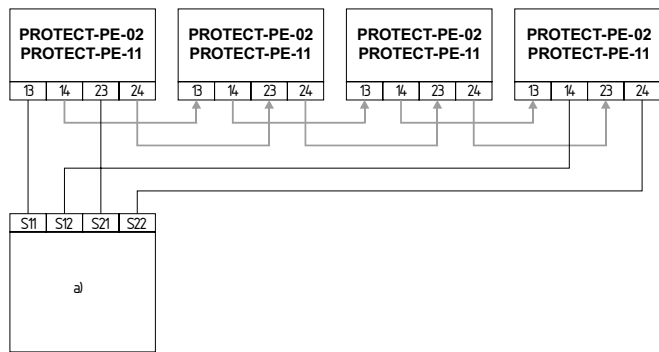 PROTECT-PE-02 PROTECT-PE-02 PROTECT-PE-02 PROTECT-PE-02
PROTECT-PE-11 PROTECT-PE-11 PROTECT-PE-11 PROTECT-PE-11
13 14 23 24 13 14 23 24 13 14 23 24 13 14 23 24
S11 S12 S21 S22
a)